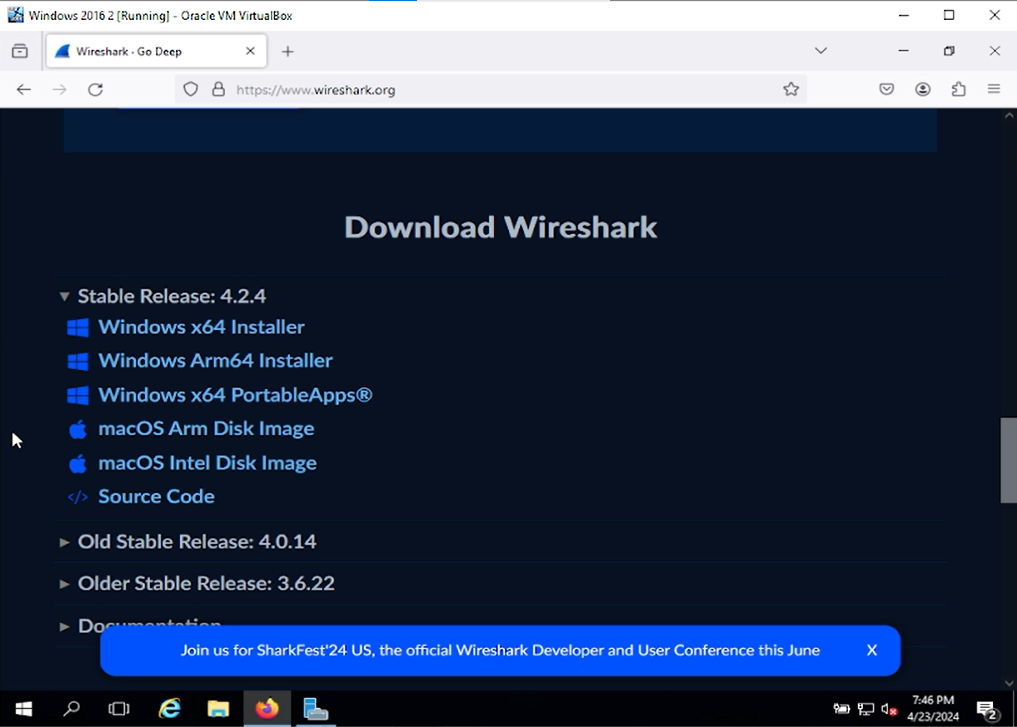 Windows 2016 2 [Running] - Oracle VM VirtualBox
Wireshark · Go Deep
https://www.wireshark.org
Download Wireshark
Stable Release: 4.2.4
Windows x64 Installer
Windows Arm64 Installer
Windows x64 PortableApps®
macOS Arm Disk Image
macOS Intel Disk Image
</> Source Code
Old Stable Release: 4.0.14
Older Stable Release: 3.6.22
Documentation
Join us for SharkFest'24 US, the official Wireshark Developer and User Conference this June X
7:46 PM
4/23/2024
2